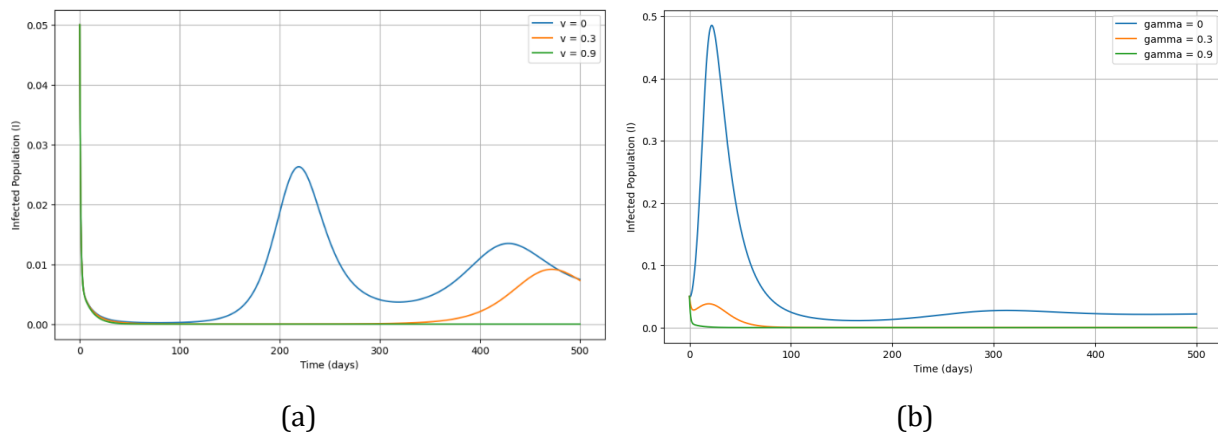 0.05
0.04
0.03
0.02
0.01
0.00
Infected Population (I)
0
100
200
300
400
500
Time (days)
v = 0
v = 0.3
v = 0.9
(a)
0.5
0.4
0.3
0.2
0.1
0.0
Infected Population (I)
0
100
200
300
400
500
Time (days)
gamma = 0
gamma = 0.3
gamma = 0.9
(b)